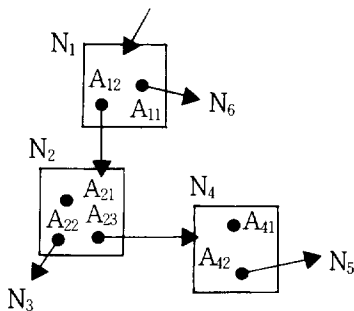 N₁
A₁₂
A₁₁
N₆
N₂
A₂₁
A₂₂ A₂₃
N₃
N₄
A₄₁
A₄₂
N₅